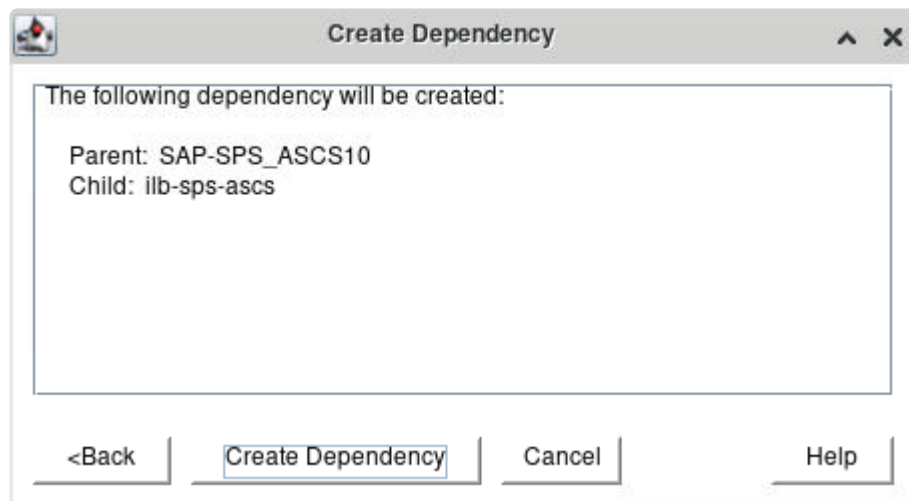 Create Dependency
The following dependency will be created:
Parent: SAP-SPS_ASCS10
Child: ilb-sps-ascs
<Back
Create Dependency
Cancel
Help